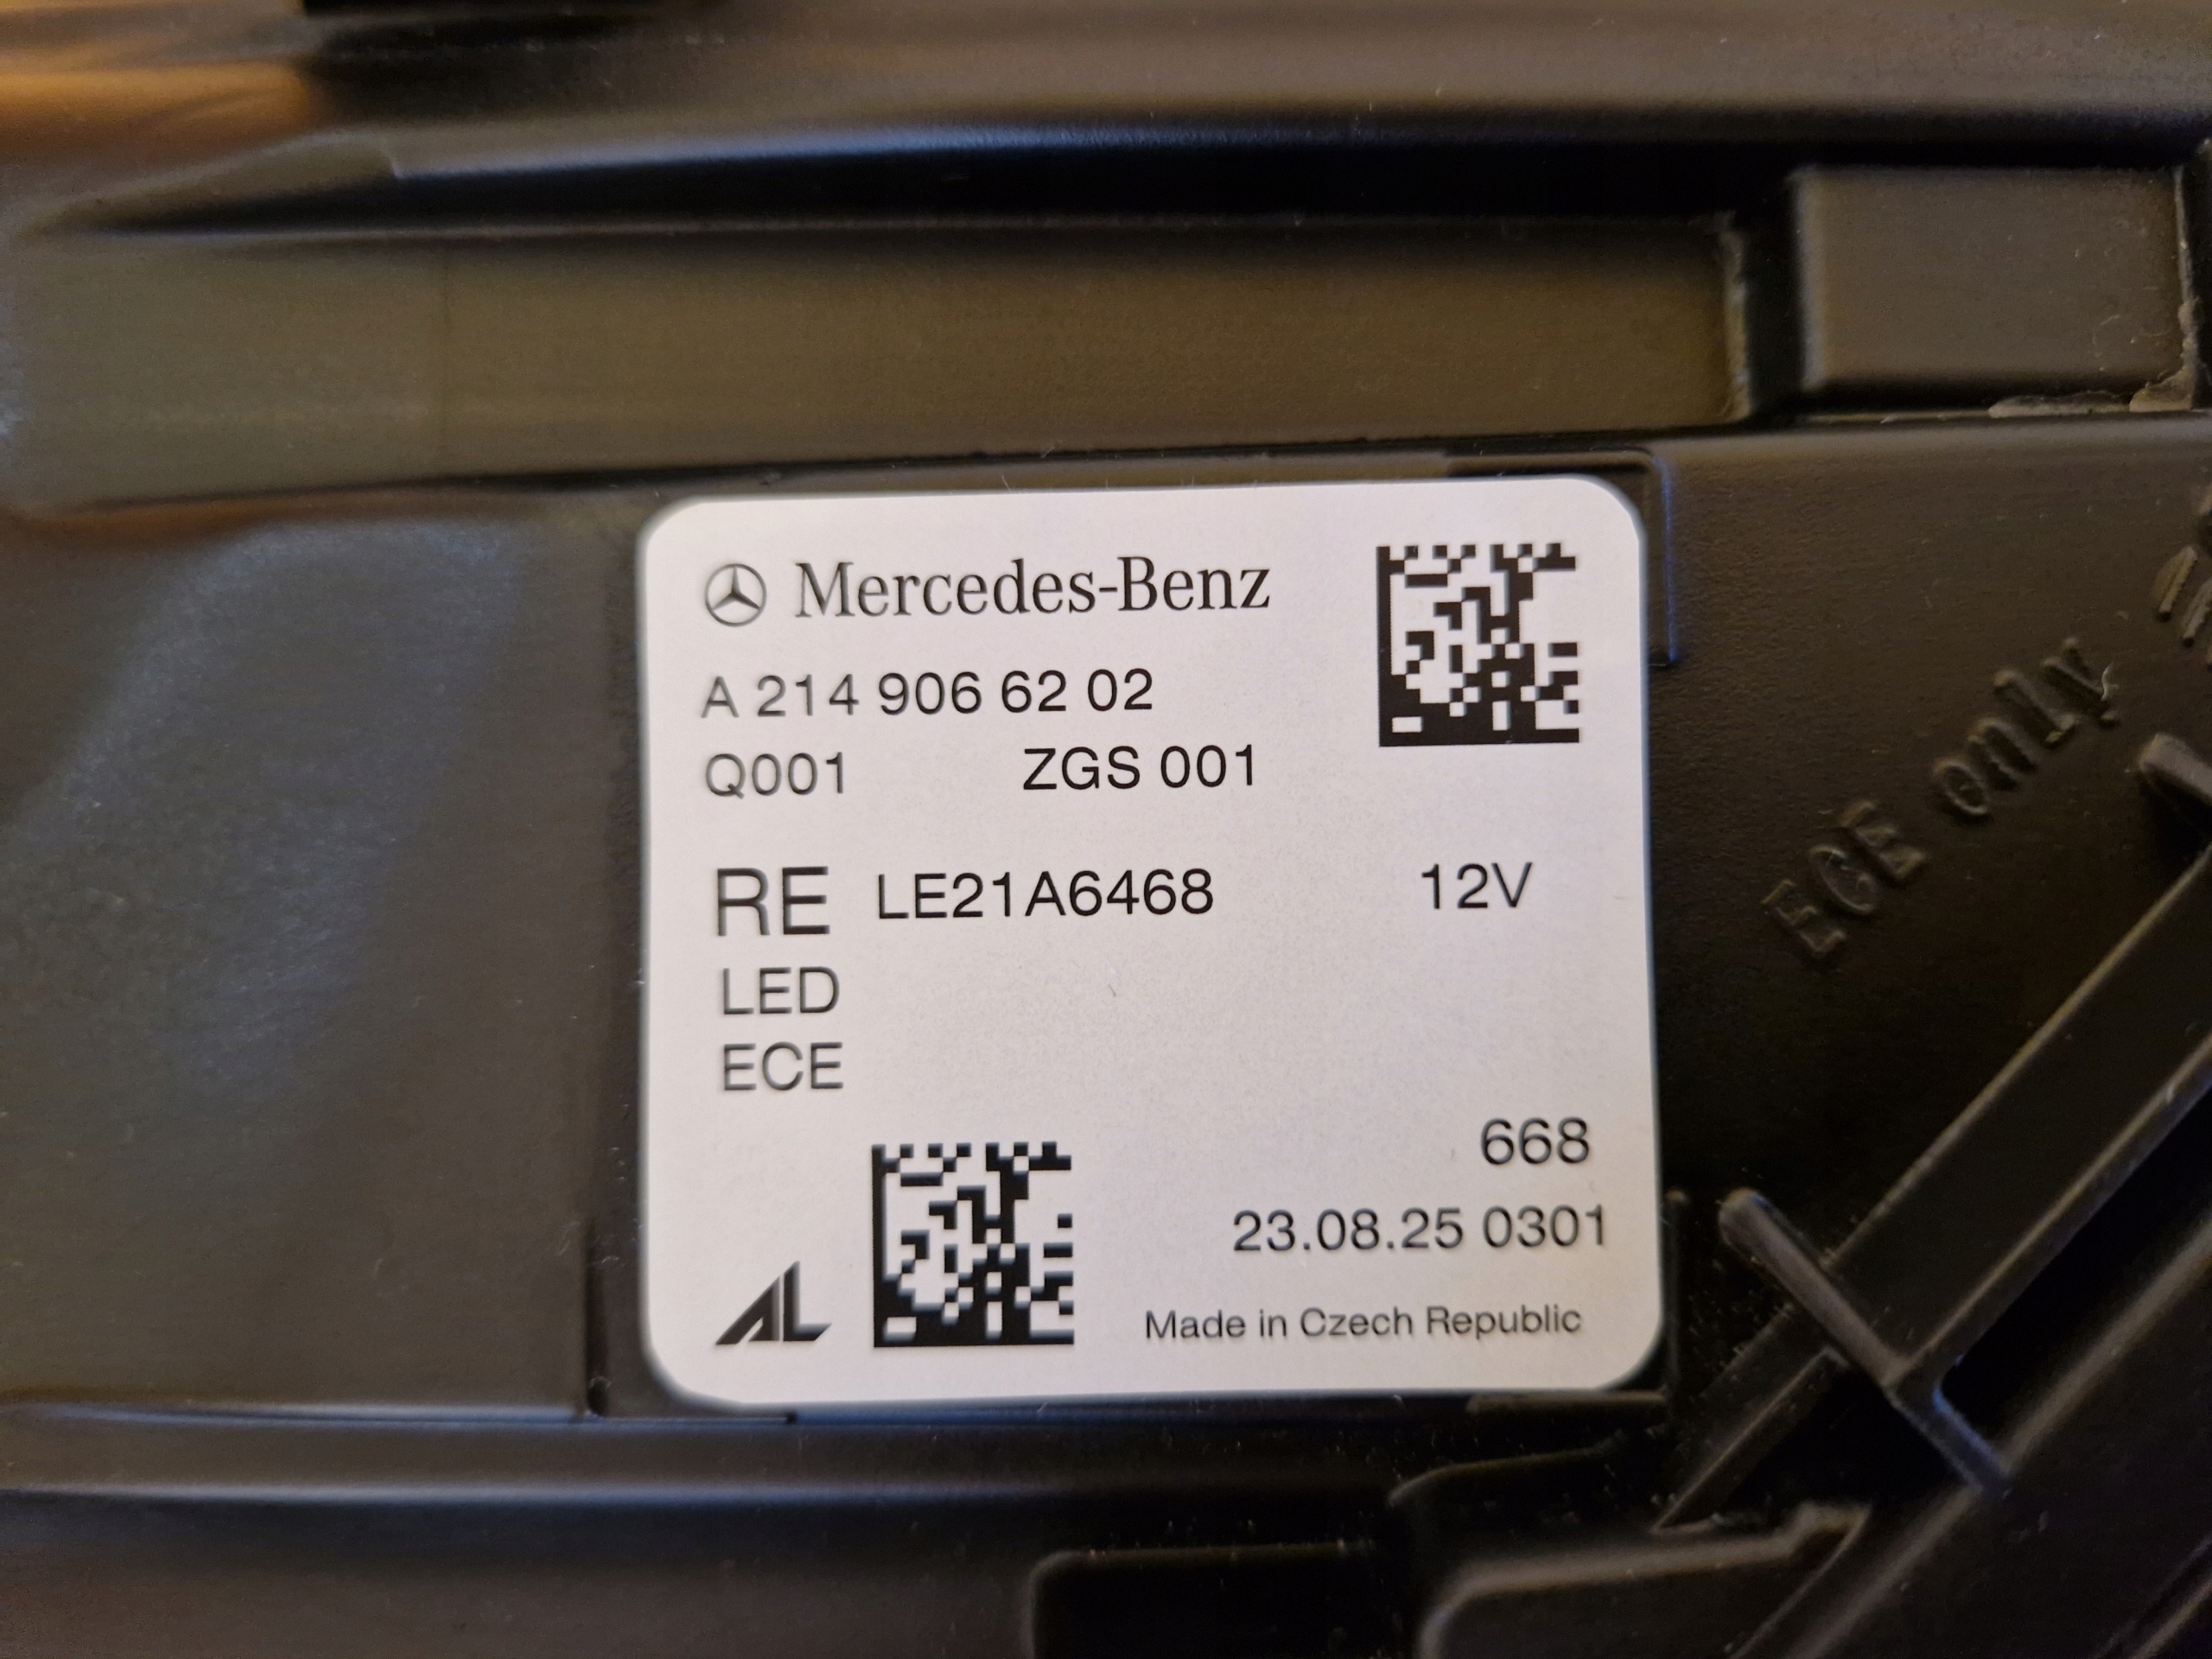 Mercedes-Benz
A 214 906 62 02
Q001 ZGS 001
RE LE21A6468 12V
LED
ECE
668
23.08.25 0301
AL
Made in Czech Republic
ECE only